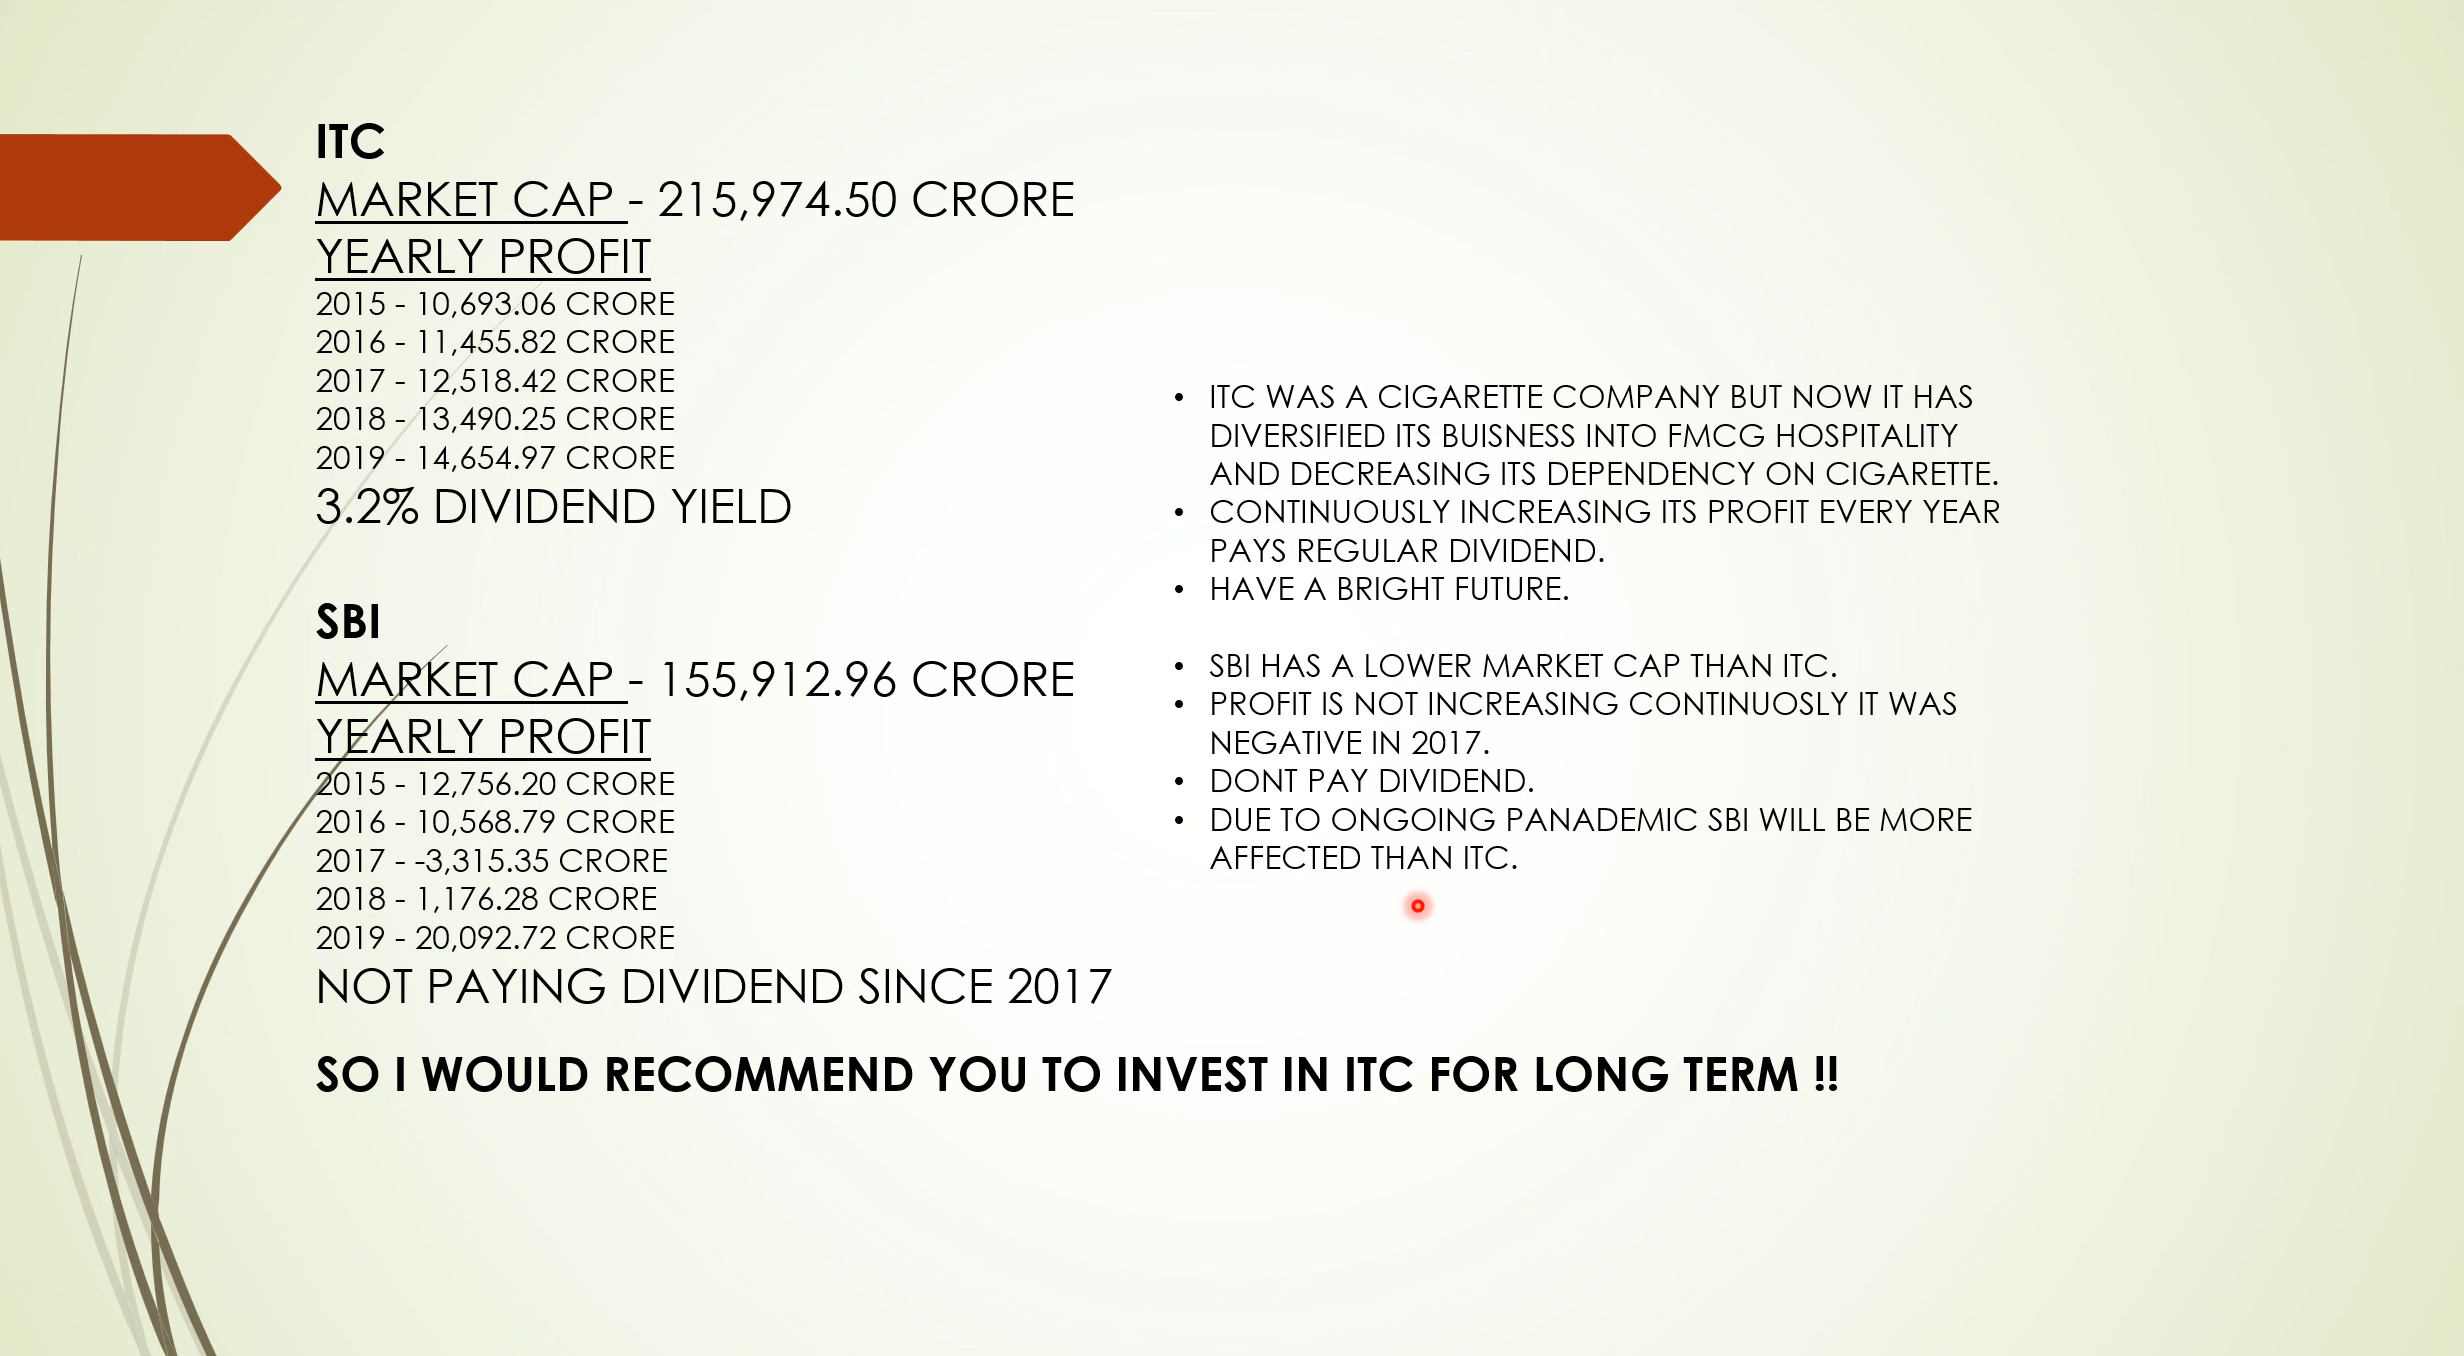 ITC
MARKET CAP - 215,974.50 CRORE
YEARLY PROFIT
2015 - 10,693.06 CRORE
2016 - 11,455.82 CRORE
2017 - 12,518.42 CRORE
2018 - 13,490.25 CRORE
2019 - 14,654.97 CRORE
3.2% DIVIDEND YIELD
SBI
MARKET CAP - 155,912.96 CRORE
YEARLY PROFIT
2015 - 12,756.20 CRORE
2016 - 10,568.79 CRORE
2017 - -3,315.35 CRORE
2018 - 1,176.28 CRORE
2019 - 20,092.72 CRORE
NOT PAYING DIVIDEND SINCE 2017
• ITC WAS A CIGARETTE COMPANY BUT NOW IT HAS
DIVERSIFIED ITS BUISNESS INTO FMCG HOSPITALITY
AND DECREASING ITS DEPENDENCY ON CIGARETTE.
• CONTINUOUSLY INCREASING ITS PROFIT EVERY YEAR
PAYS REGULAR DIVIDEND.
• HAVE A BRIGHT FUTURE.
• SBI HAS A LOWER MARKET CAP THAN ITC.
• PROFIT IS NOT INCREASING CONTINUOSLY IT WAS
NEGATIVE IN 2017.
• DONT PAY DIVIDEND.
• DUE TO ONGOING PANADEMIC SBI WILL BE MORE
AFFECTED THAN ITC.
SO I WOULD RECOMMEND YOU TO INVEST IN ITC FOR LONG TERM !!